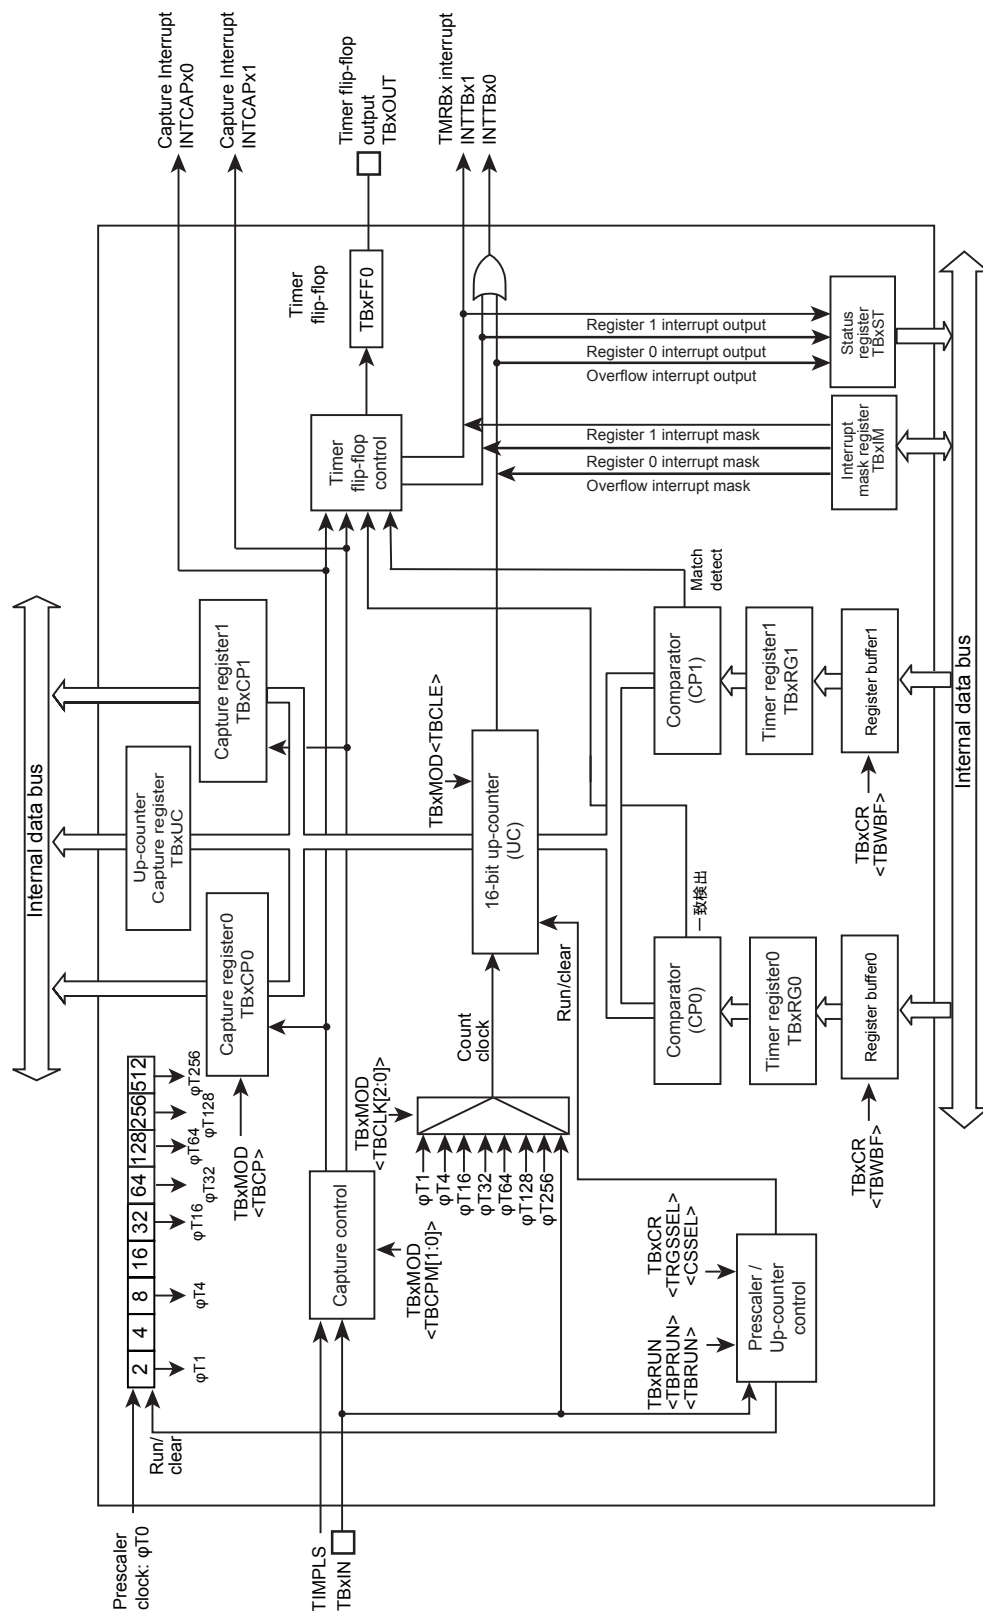 Prescaler
clock: φT0
Run/
clear
2
4
8
16
32
64
128
256
512
φT1
φT4
φT16
φT32
φT64
φT128
φT256
Internal data bus
TBxMOD
<TBCP>
Capture register0
TBxCP0
Up-counter
Capture register
TBxUC
Capture register1
TBxCP1
Capture Interrupt
INTCAPx0
Capture Interrupt
INTCAPx1
TIMPLS
TBxIN
Capture control
TBxMOD
<TBCPM[1:0]>
TBxMOD
<TBCLK[2:0]>
φT1
φT4
φT16
φT32
φT64
φT128
φT256
Count
clock
TBxMOD<TBCLE>
16-bit up-counter
(UC)
Run/clear
Timer
flip-flop
control
Timer
flip-flop
TBxFF0
Timer flip-flop
output
TBxOUT
TMRBx interrupt
INTTBx1
INTTBx0
Register 1 interrupt output
Register 0 interrupt output
Overflow interrupt output
Register 1 interrupt mask
Register 0 interrupt mask
Overflow interrupt mask
TBxRUN
<TBPRUN>
<TBRUN>
TBxCR
<TRGSSEL>
<CSSEL>
Prescaler /
Up-counter
control
一致検出
Match
detect
Comparator
(CP0)
Comparator
(CP1)
Timer register0
TBxRG0
Timer register1
TBxRG1
TBxCR
<TBWBF>
Register buffer0
TBxCR
<TBWBF>
Register buffer1
Interrupt
mask register
TBxIM
Status
register
TBxST
Internal data bus